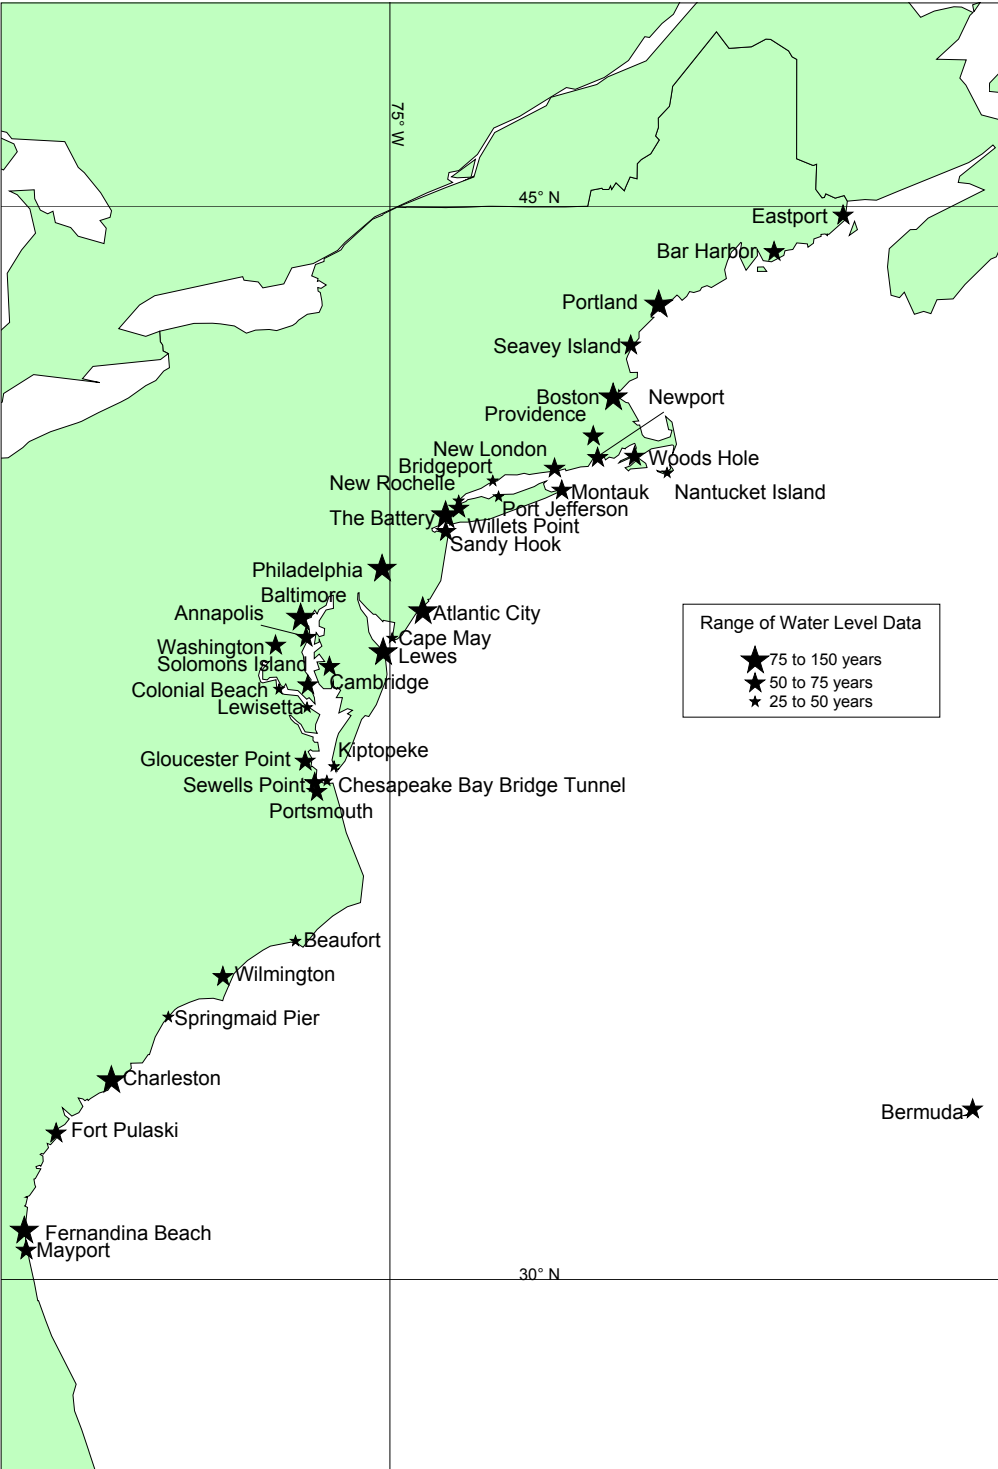 75° W
45° N
Eastport
Bar Harbor
Portland
Seavey Island
Boston
Newport
Providence
New London
Woods Hole
Bridgeport
New Rochelle
Montauk
Nantucket Island
Port Jefferson
The Battery
Willets Point
Sandy Hook
Philadelphia
Baltimore
Annapolis
Atlantic City
Cape May
Washington
Lewes
Solomons Island
Cambridge
Colonial Beach
Lewisetta
Range of Water Level Data
75 to 150 years
50 to 75 years
25 to 50 years
Kiptopeke
Gloucester Point
Sewells Point
Chesapeake Bay Bridge Tunnel
Portsmouth
Beaufort
Wilmington
Springmaid Pier
Charleston
Bermuda
Fort Pulaski
Fernandina Beach
Mayport
30° N